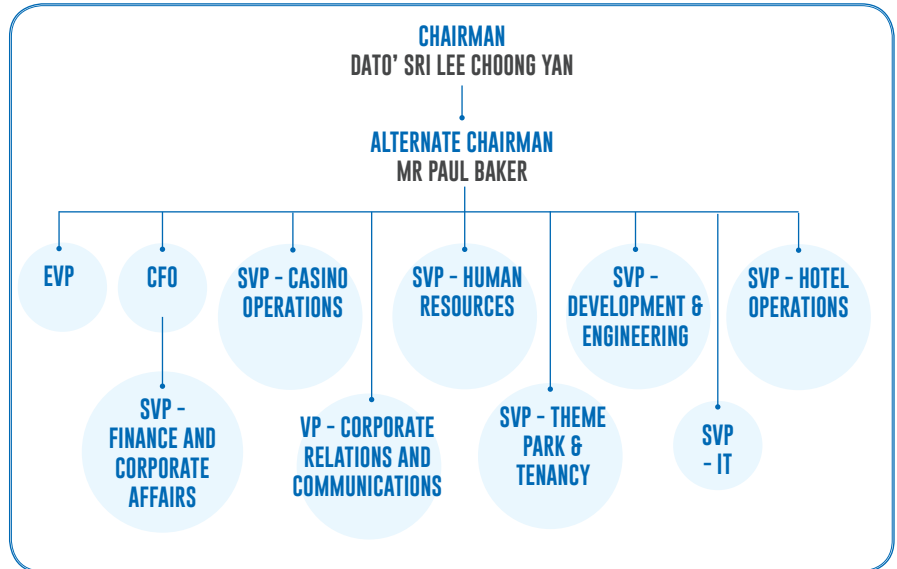 CHAIRMAN
DATO' SRI LEE CHOONG YAN
ALTERNATE CHAIRMAN
MR PAUL BAKER
EVP
CFO
SVP - CASINO
OPERATIONS
SVP - HUMAN
RESOURCES
SVP -
DEVELOPMENT &
ENGINEERING
SVP - HOTEL
OPERATIONS
SVP -
FINANCE AND
CORPORATE
AFFAIRS
VP - CORPORATE
RELATIONS AND
COMMUNICATIONS
SVP - THEME
PARK &
TENANCY
SVP
- IT